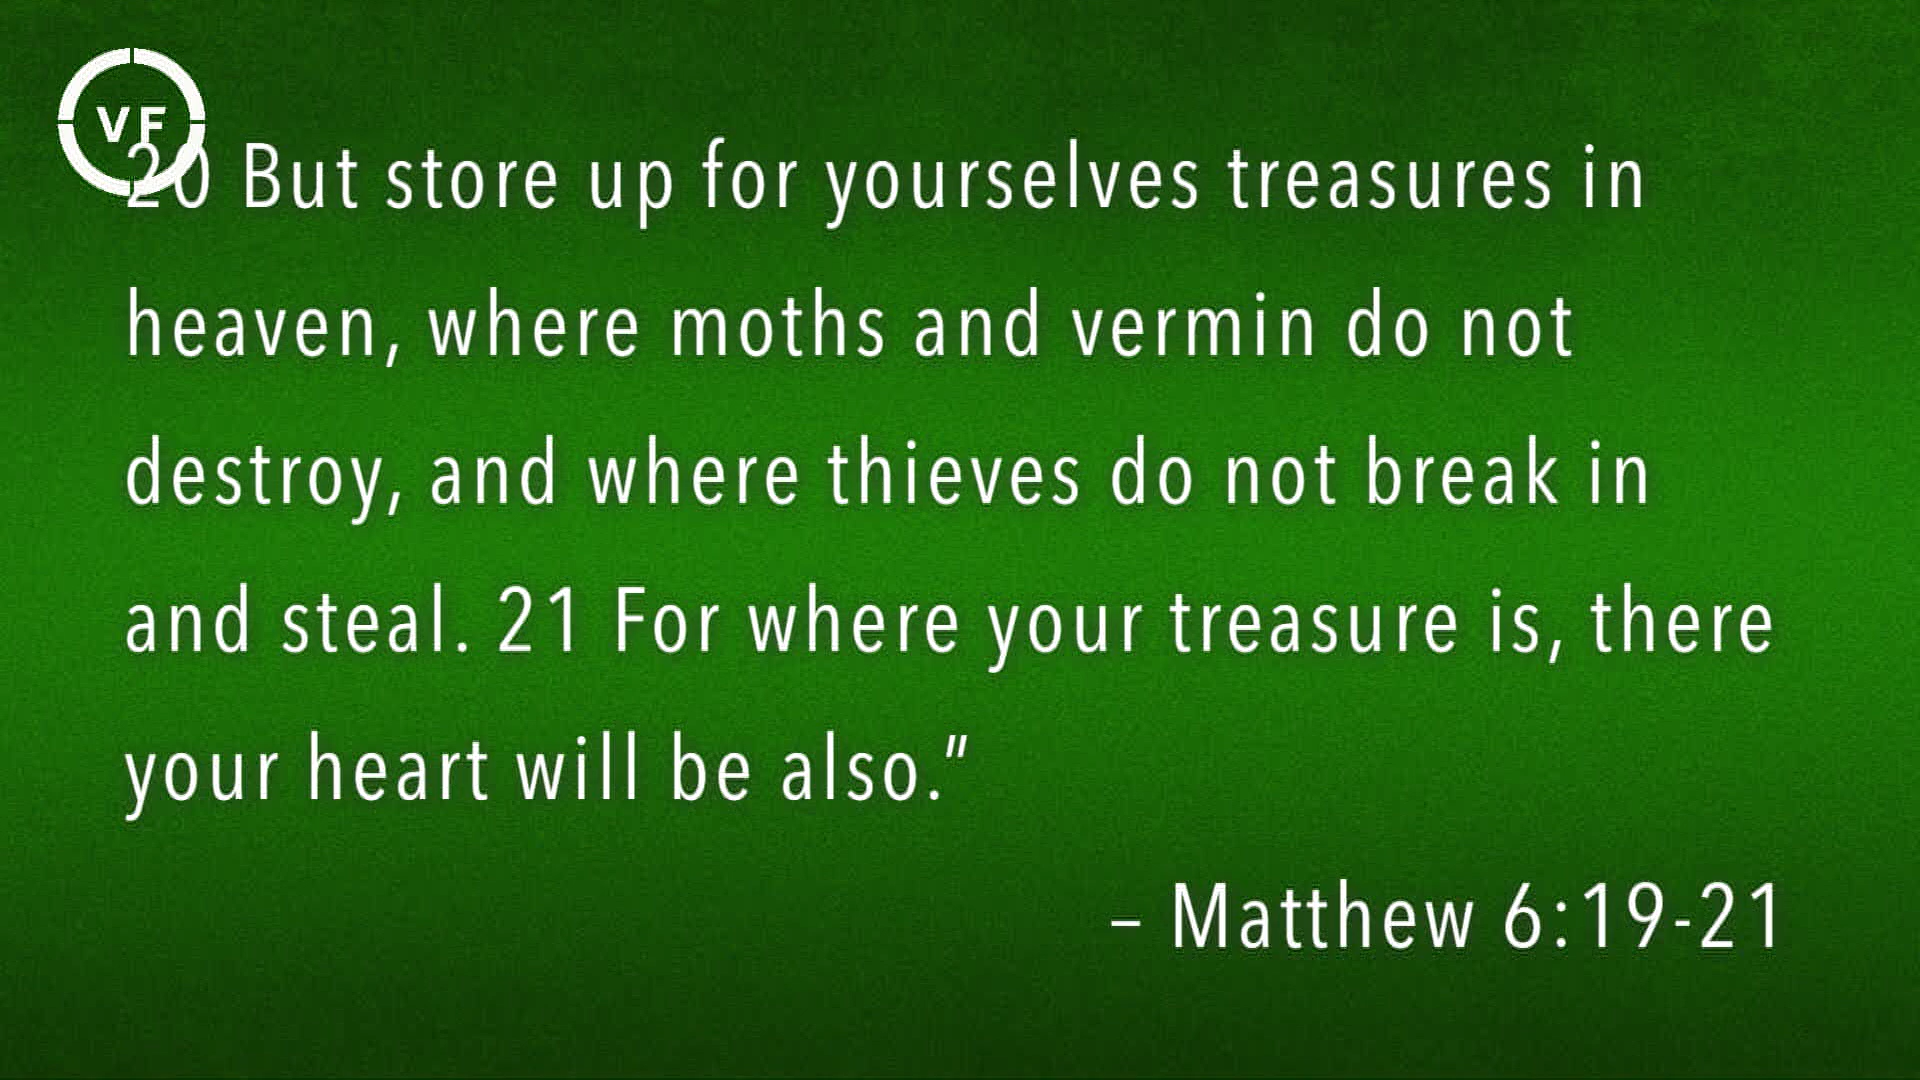 VF
20 But store up for yourselves treasures in
heaven, where moths and vermin do not
destroy, and where thieves do not break in
and steal. 21 For where your treasure is, there
your heart will be also.”
– Matthew 6:19-21